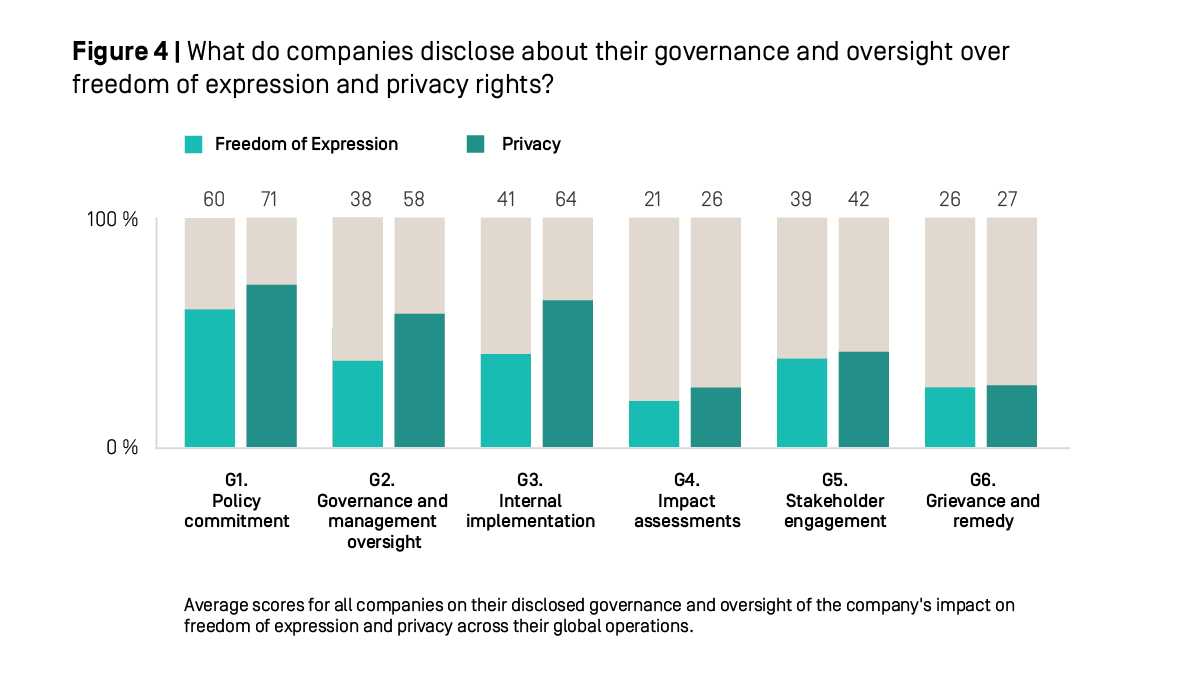 Figure 4 | What do companies disclose about their governance and oversight over
freedom of expression and privacy rights?
Freedom of Expression
Privacy
60 71 38 58 41 64 21 26 39 42 26 27
100 %
0 %
G1.
Policy
commitment
G2.
Governance and
management
oversight
G3.
Internal
implementation
G4.
Impact
assessments
G5.
Stakeholder
engagement
G6.
Grievance and
remedy
Average scores for all companies on their disclosed governance and oversight of the company's impact on
freedom of expression and privacy across their global operations.